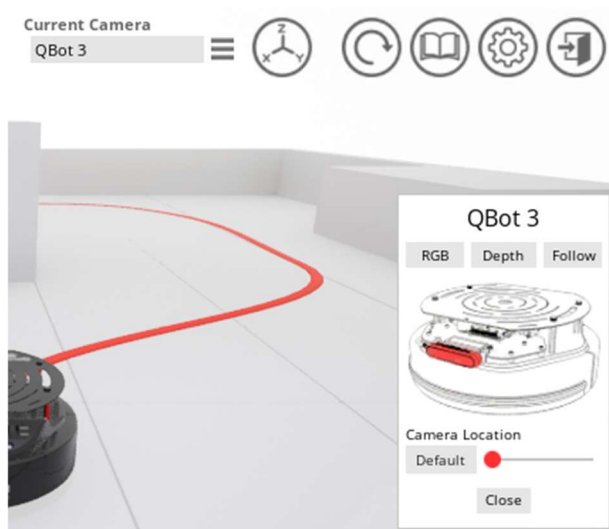 Current Camera
QBot 3
Z
X
Y
QBot 3
RGB Depth Follow
Camera Location
Default
Close